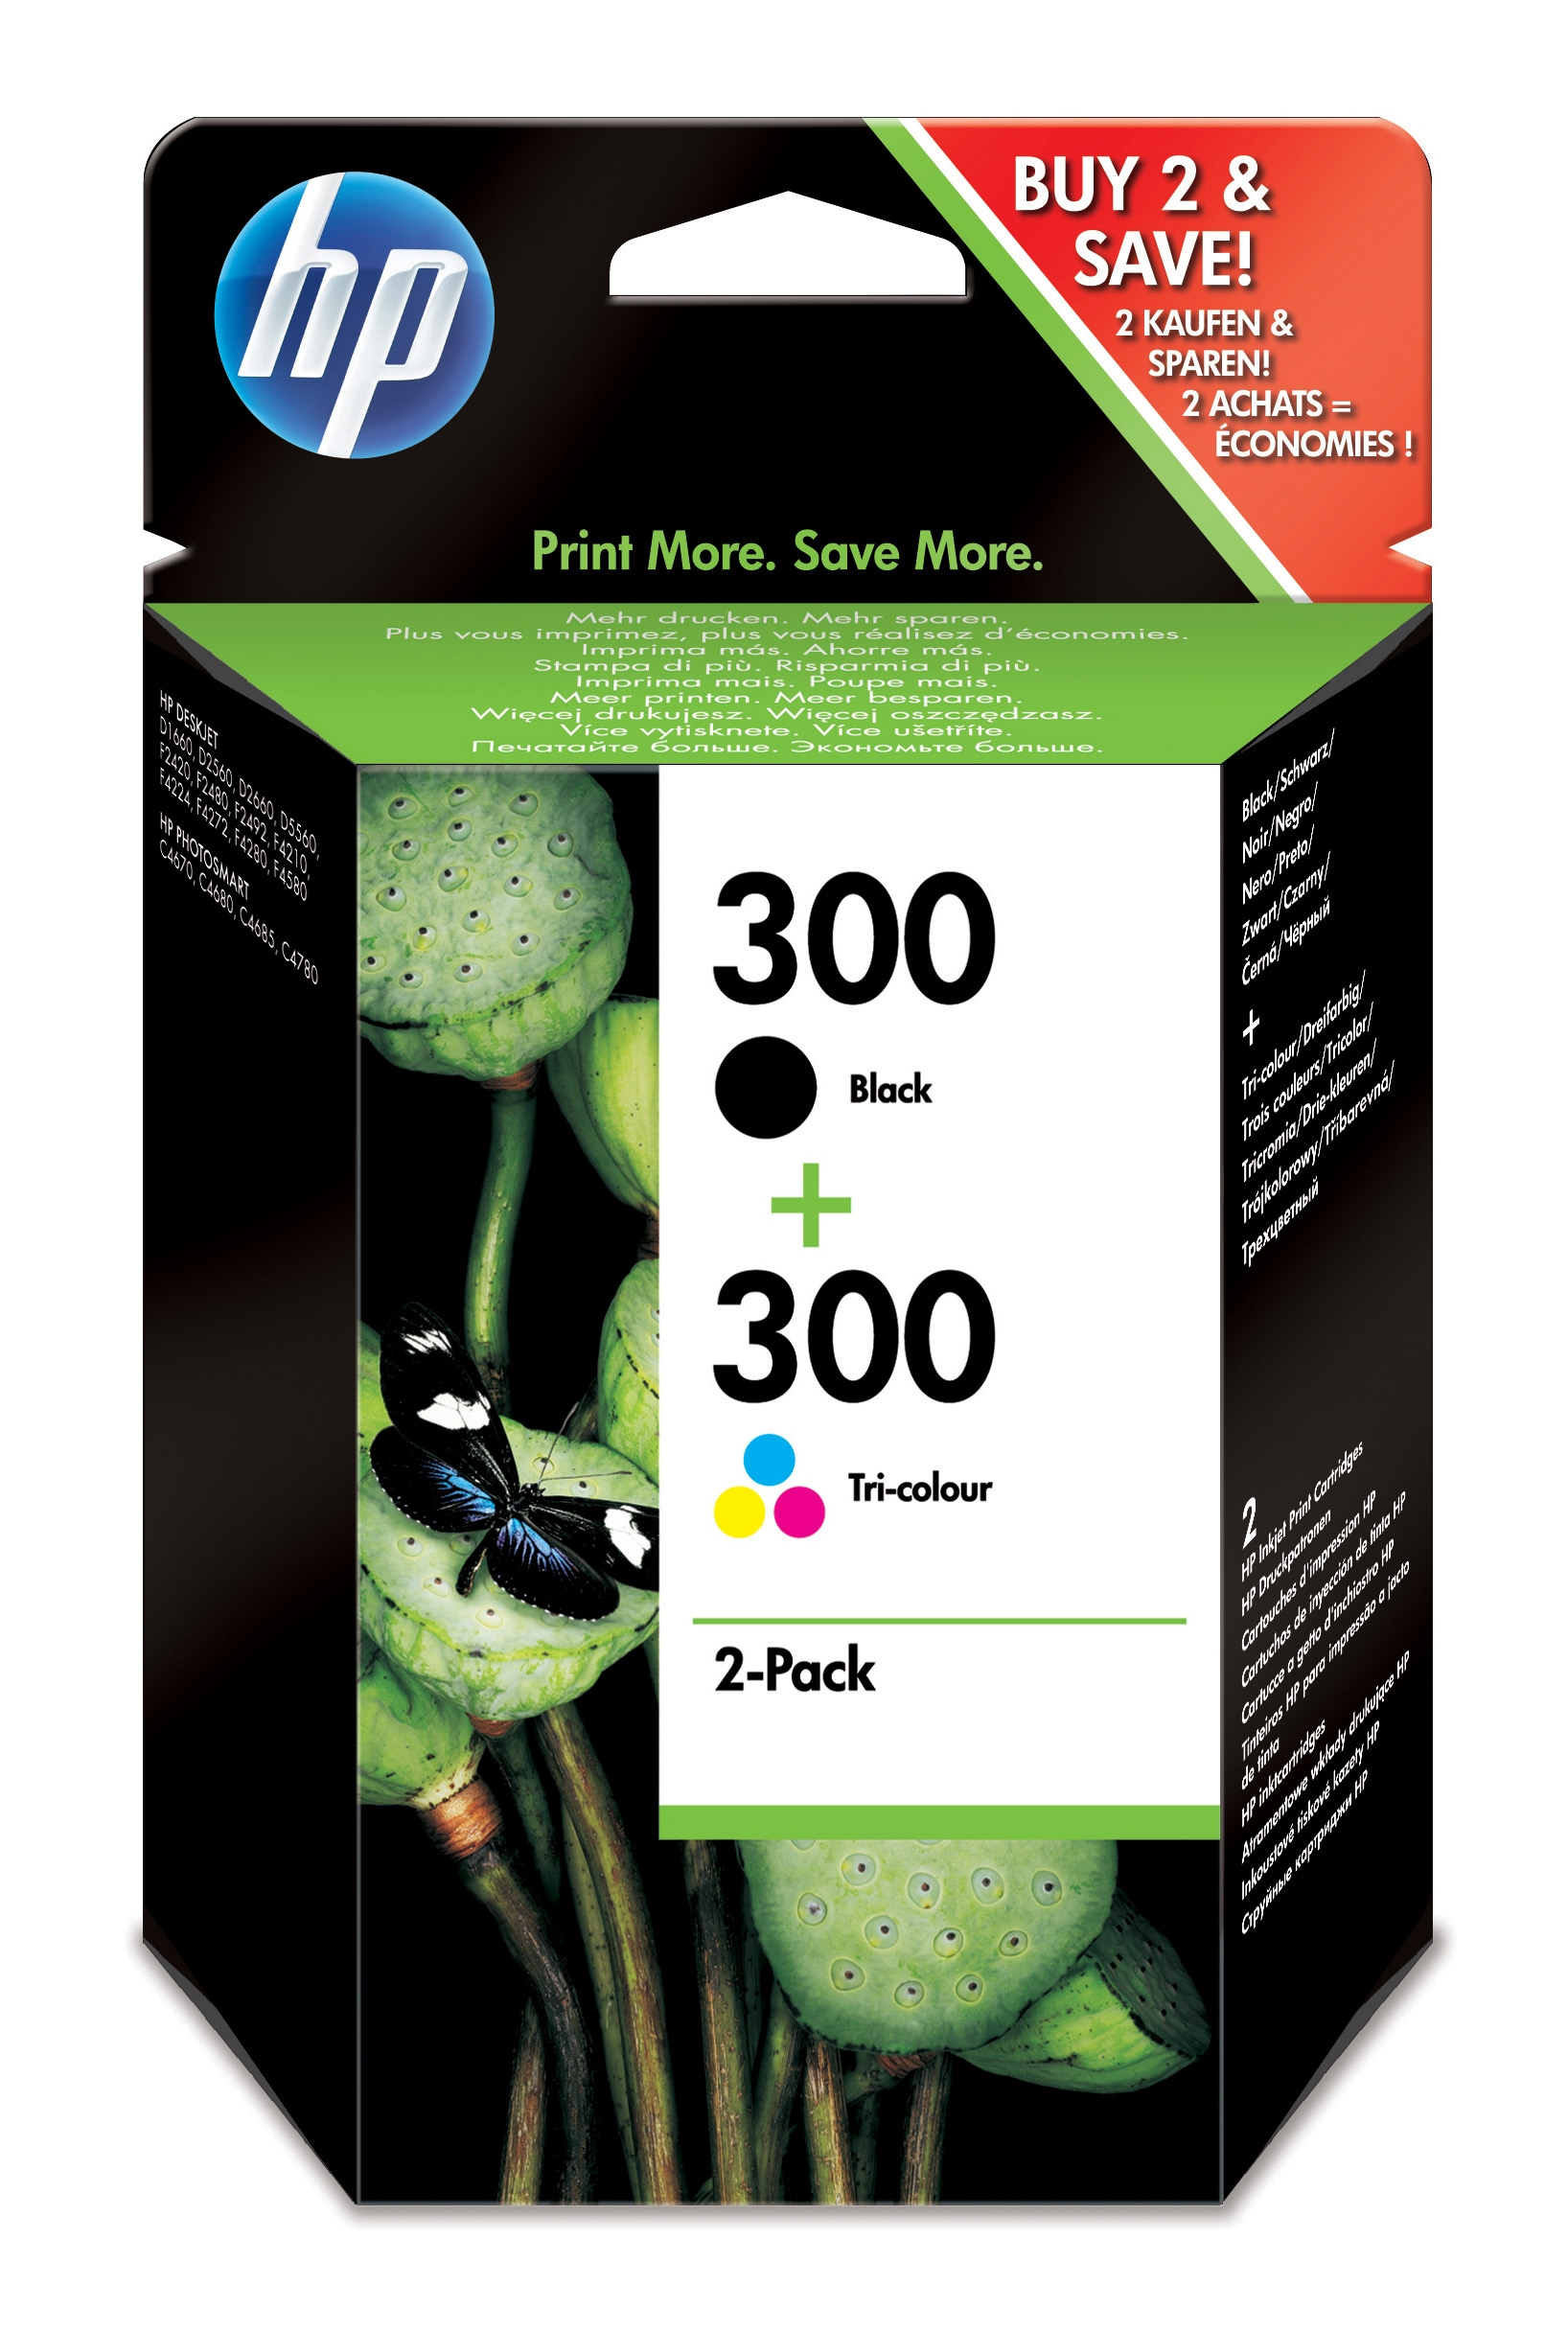 hp
BUY 2 &
SAVE!
2 KAUFEN &
SPAREN!
2 ACHATS =
ÉCONOMIES !
Print More. Save More.
Mehr drucken. Mehr sparen.
Plus vous imprimez, plus vous réalisez d'économies.
Imprima más. Ahorre más.
Stampa di più. Risparmia di più.
Imprima mais. Poupe mais.
Meer printen. Meer besparen.
Więcej drukujesz. Więcej oszczędzasz.
Více vytisknete. Více ušetříte.
Печатайте больше. Экономьте больше.
HP DESKJET
D1660, D2560, D2660, D5560,
F2420, F2480, F2492, F4210,
F4224, F4272, F4280, F4580
HP PHOTOSMART
C4670, C4680, C4685, C4780
300
Black
+
300
Tri-colour
2-Pack
Black/Schwarz/
Noir/Negro/
Nero/Preto/
Zwart/Czarny/
Černá/Чёрный
+
Tri-colour/Dreifarbig/
Trois couleurs/Tricolor/
Tricromia/Drie-kleuren/
Trójkolorowy/Tříbarevná/
Трехцветный
2
HP Inkjet Print Cartridges
HP Druckpatronen
Cartouches d'impression HP
Cartuchos de inyección de tinta HP
Cartucce a getto d'inchiostro HP
Tinteiros HP para impressão a jacto
de tinta
HP inktcartridges
Atramentowe wkłady drukujące HP
Inkoustové tiskové kazety HP
Струйные картриджи HP